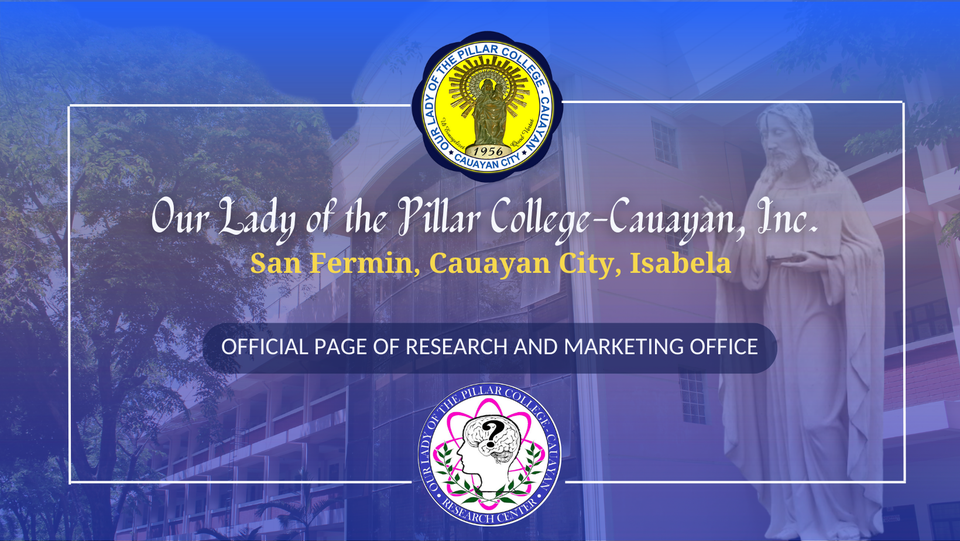 OUR LADY OF THE PILLAR COLLEGE - CAUAYAN
1956
CAUAYAN CITY
Our Lady of the Pillar College-Cauayan, Inc.
San Fermin, Cauayan City, Isabela
OFFICIAL PAGE OF RESEARCH AND MARKETING OFFICE
OUR LADY OF THE PILLAR COLLEGE - CAUAYAN
?
RESEARCH CENTER